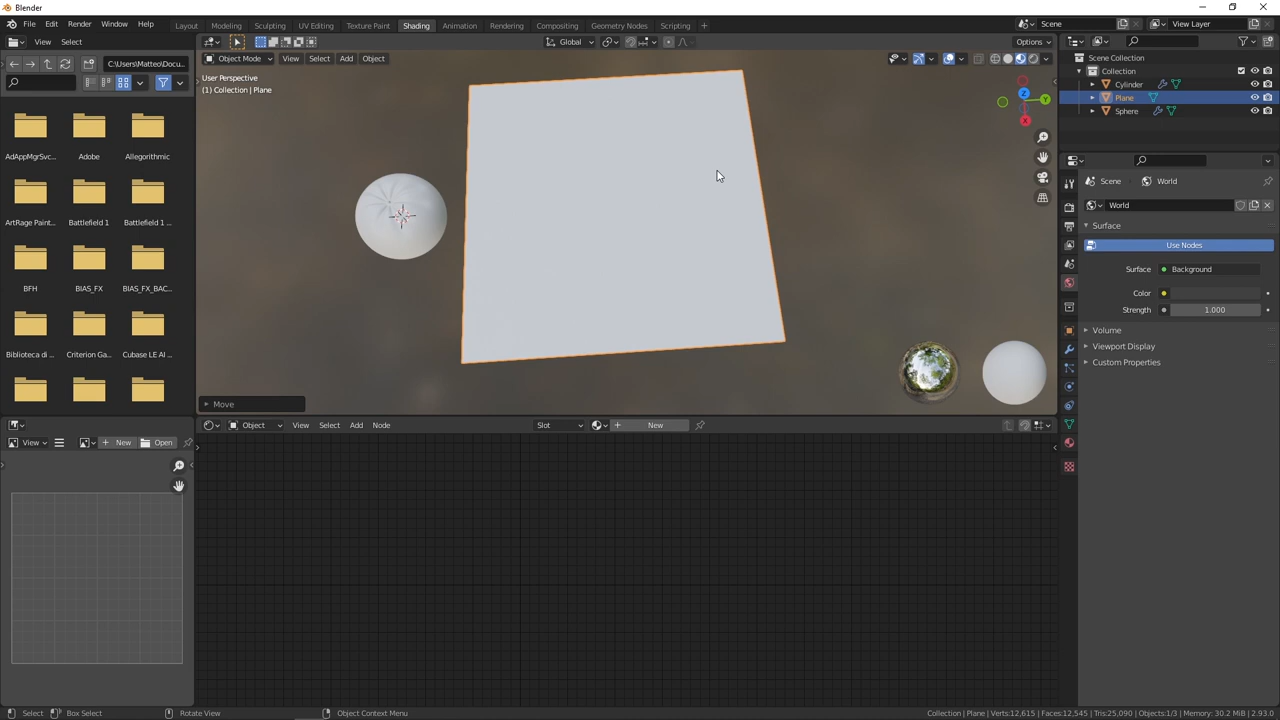 Blender
File Edit Render Window Help Layout Modeling Sculpting UV Editing Texture Paint Shading Animation Rendering Compositing Geometry Nodes Scripting + Scene View Layer
View Select Global Options
C:\Users\Matteo\Doc...
Object Mode View Select Add Object
User Perspective
(1) Collection | Plane
X
Y
Z
AdAppMgrSvc... Adobe Allegorithmic
ArtRage Paint... Battlefield 1 Battlefield 1 ...
BFH BIAS_FX BIAS_FX_BAC...
Biblioteca di ... Criterion Ga... Cubase LE AI ...
Move
Scene Collection
Collection
Cylinder
Plane
Sphere
Scene World
World
Surface
Use Nodes
Surface Background
Color
Strength 1.000
Volume
Viewport Display
Custom Properties
Object View Select Add Node Slot New
View New Open
Select Box Select Rotate View Object Context Menu Collection | Plane | Verts:12,615 | Faces:12,545 | Tris:25,090 | Objects:1/3 | Memory: 30.2 MiB | 2.93.0